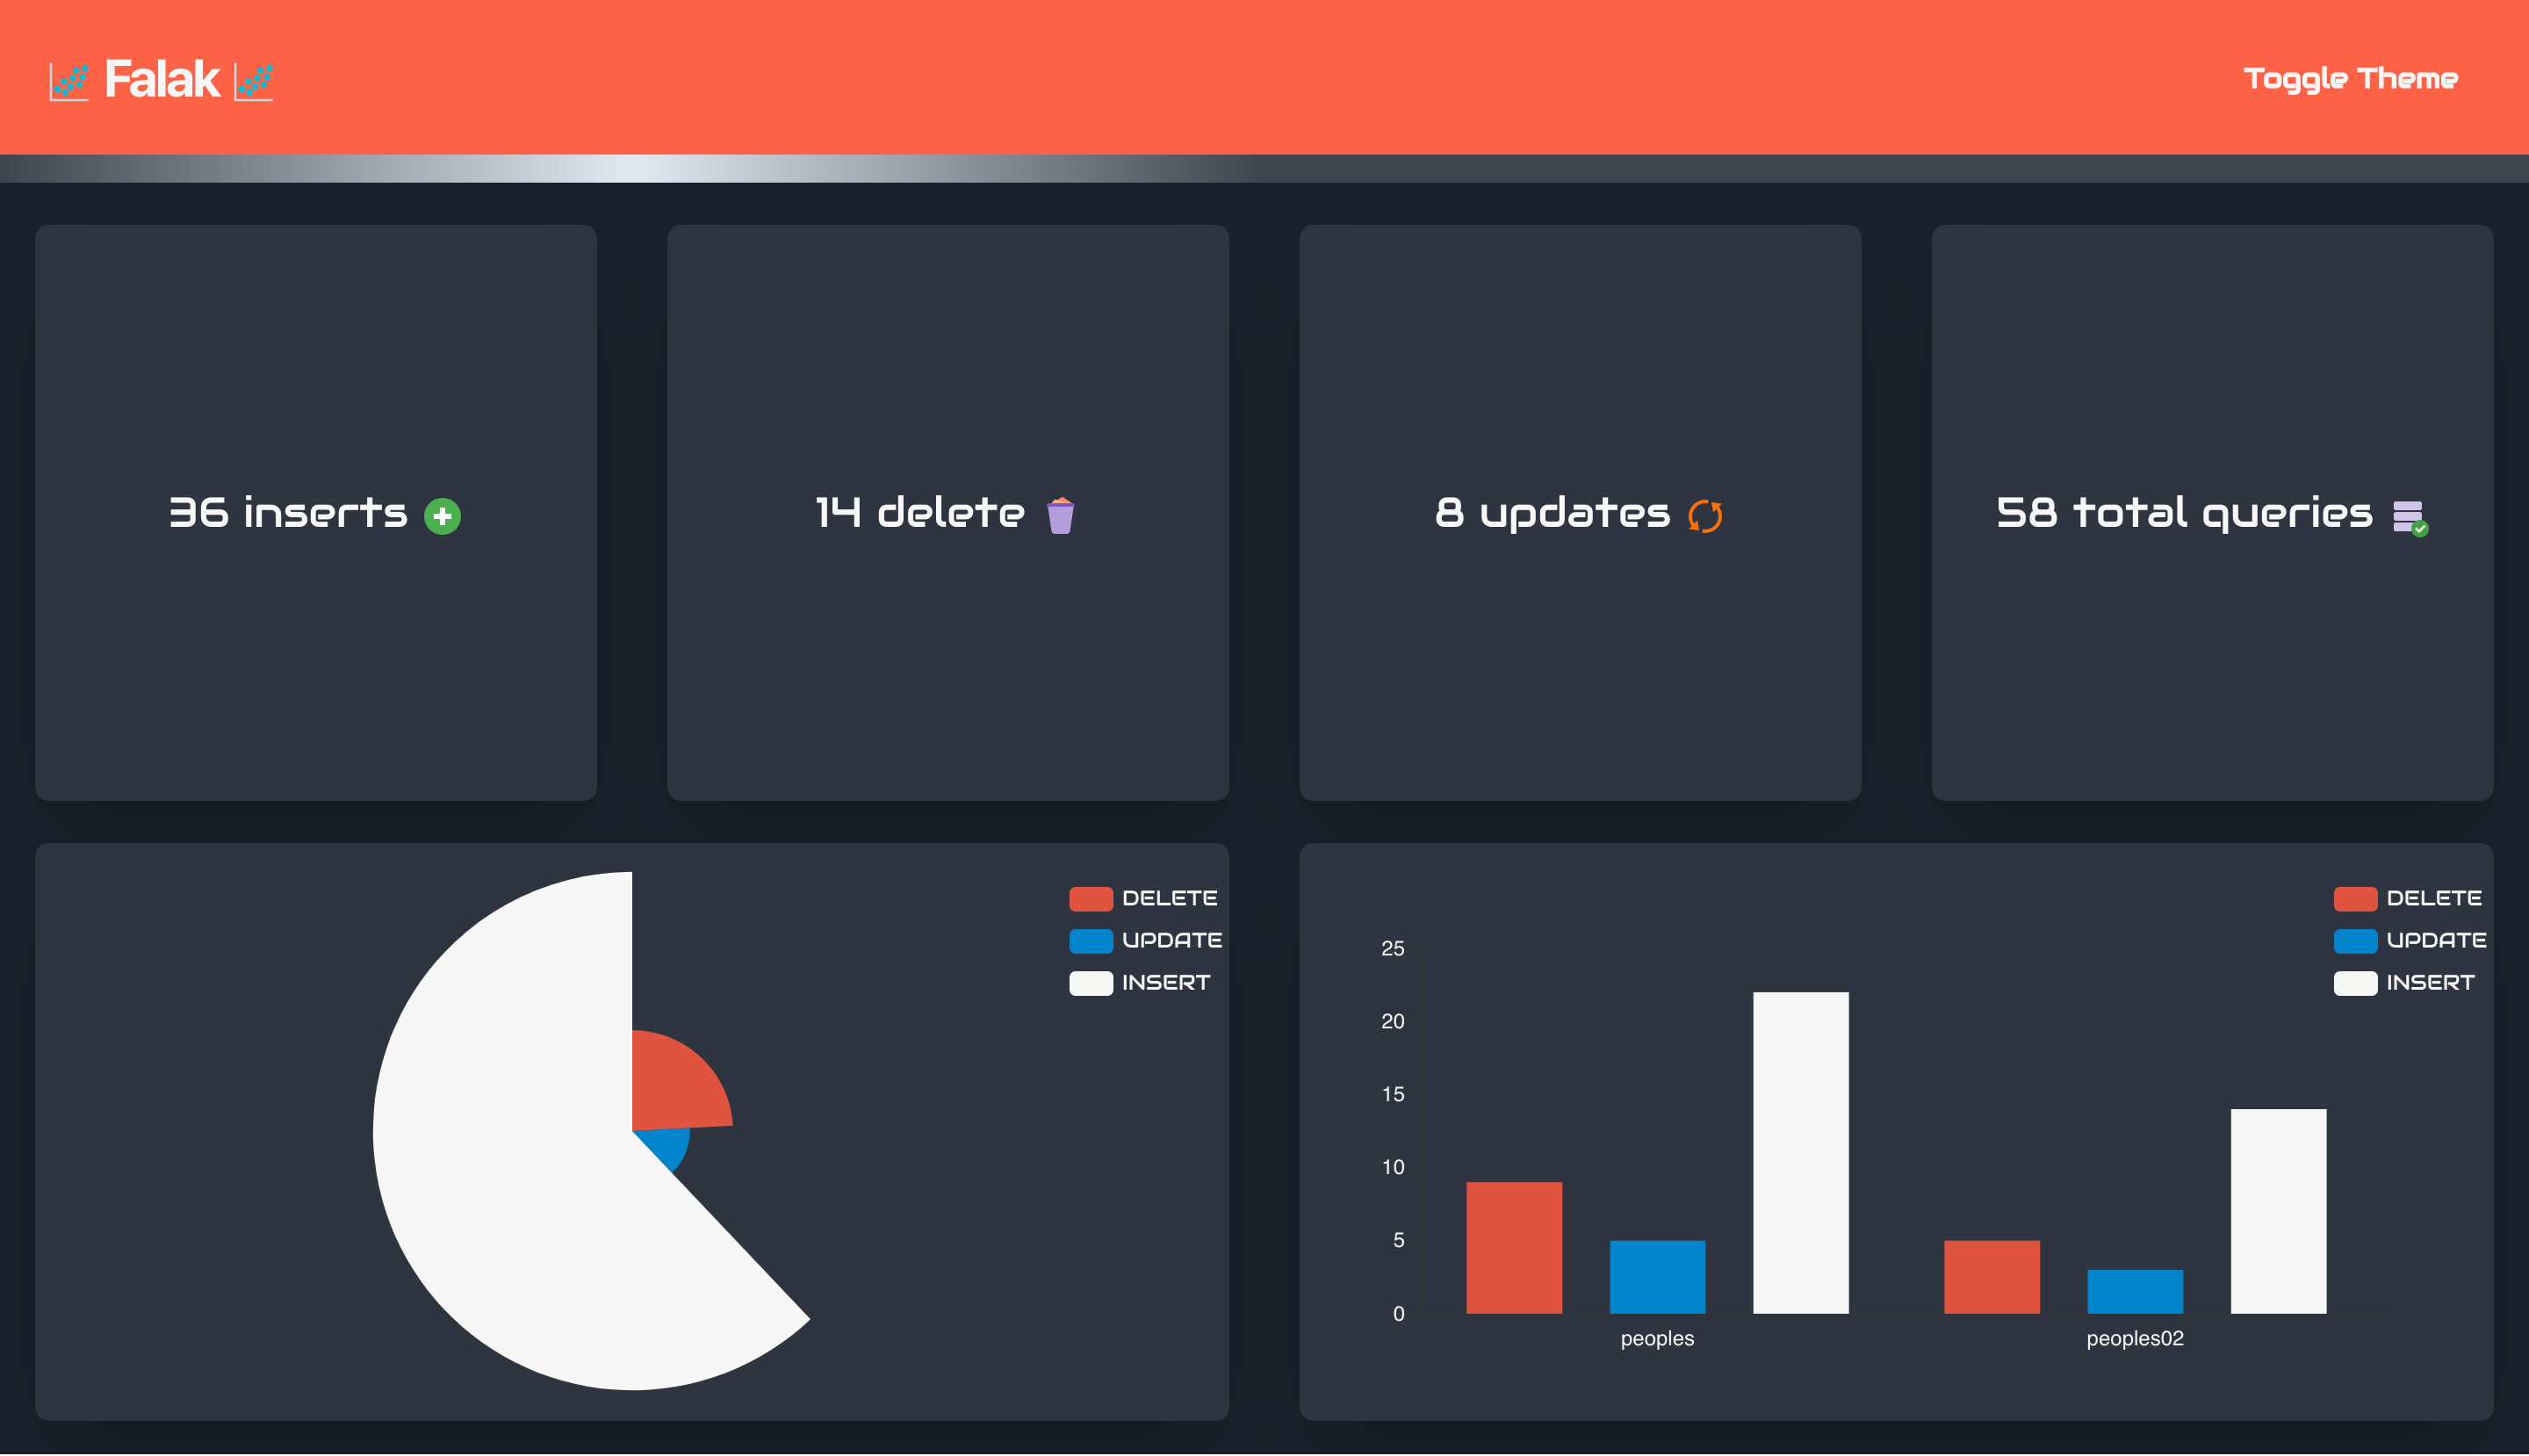 Falak
Toggle Theme
36 inserts
14 delete
8 updates
58 total queries
DELETE
UPDATE
INSERT
DELETE
UPDATE
INSERT
25
20
15
10
5
0
peoples
peoples02